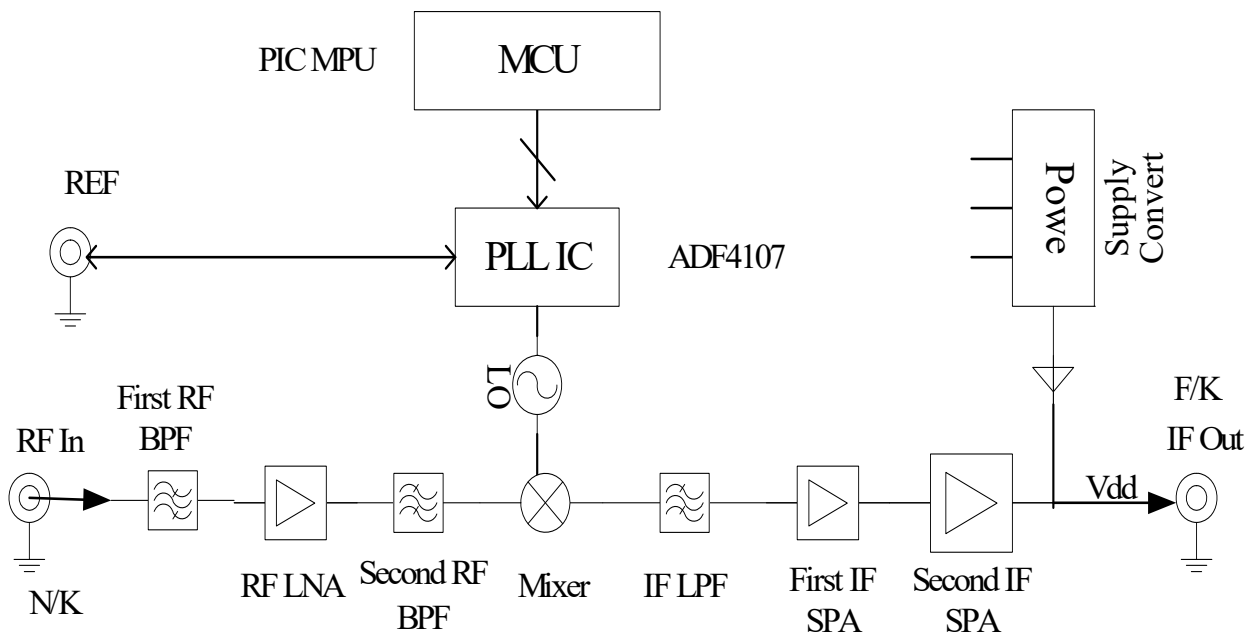 PIC MPU
MCU
REF
PLL IC
ADF4107
Powe
Supply
Convert
LO
First RF
BPF
RF In
F/K
IF Out
Vdd
N/K
RF LNA
Second RF
BPF
Mixer
IF LPF
First IF
SPA
Second IF
SPA